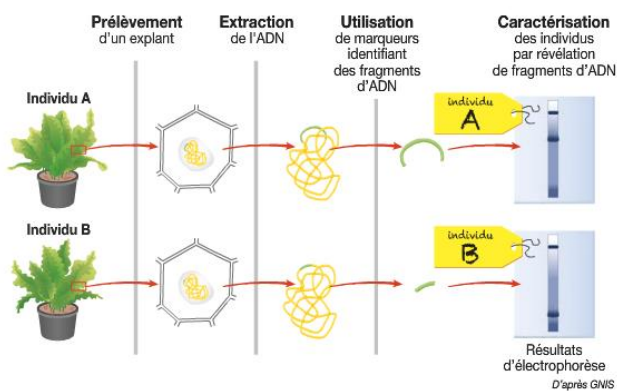 Prélèvement
d'un explant
Extraction
de l'ADN
Utilisation
de marqueurs
identifiant
des fragments
d'ADN
Caractérisation
des individus
par révélation
de fragments d'ADN
Individu A
individu
A
Individu B
individu
B
Résultats
d'électrophorèse
D'après GNIS